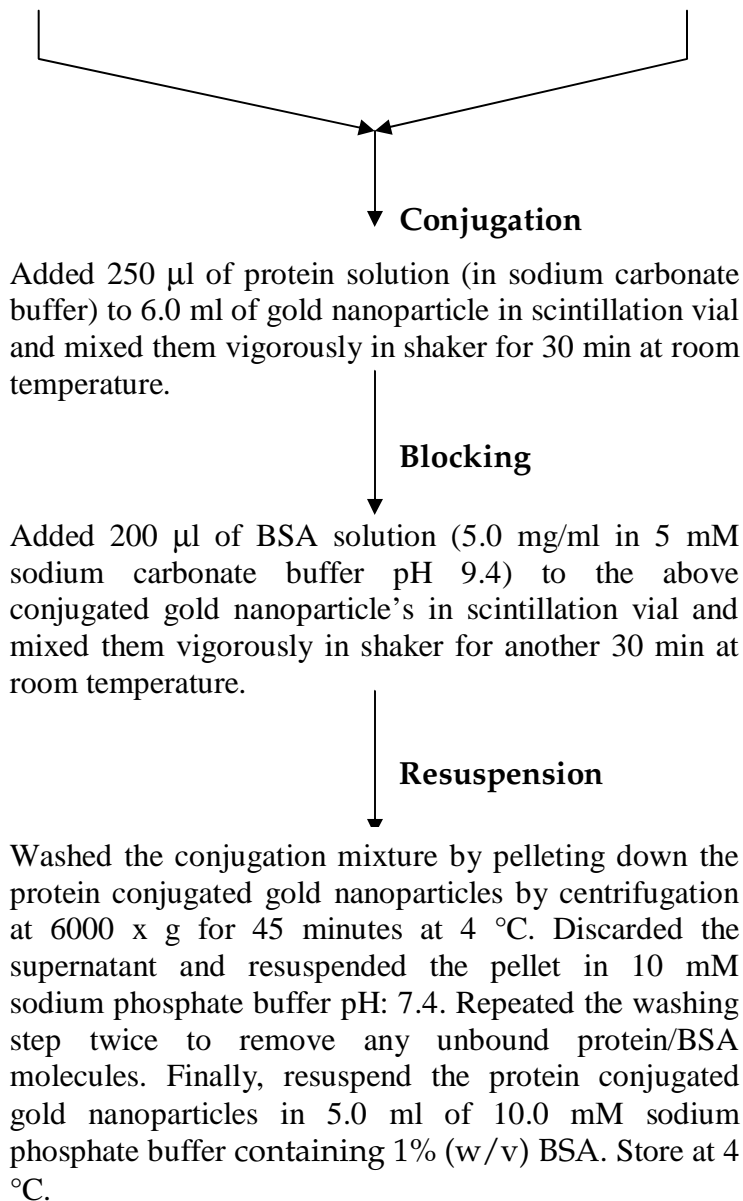 Conjugation
Added 250 μl of protein solution (in sodium carbonate
buffer) to 6.0 ml of gold nanoparticle in scintillation vial
and mixed them vigorously in shaker for 30 min at room
temperature.
Blocking
Added 200 μl of BSA solution (5.0 mg/ml in 5 mM
sodium carbonate buffer pH 9.4) to the above
conjugated gold nanoparticle’s in scintillation vial and
mixed them vigorously in shaker for another 30 min at
room temperature.
Resuspension
Washed the conjugation mixture by pelleting down the
protein conjugated gold nanoparticles by centrifugation
at 6000 x g for 45 minutes at 4 °C. Discarded the
supernatant and resuspended the pellet in 10 mM
sodium phosphate buffer pH: 7.4. Repeated the washing
step twice to remove any unbound protein/BSA
molecules. Finally, resuspend the protein conjugated
gold nanoparticles in 5.0 ml of 10.0 mM sodium
phosphate buffer containing 1% (w/v) BSA. Store at 4
°C.